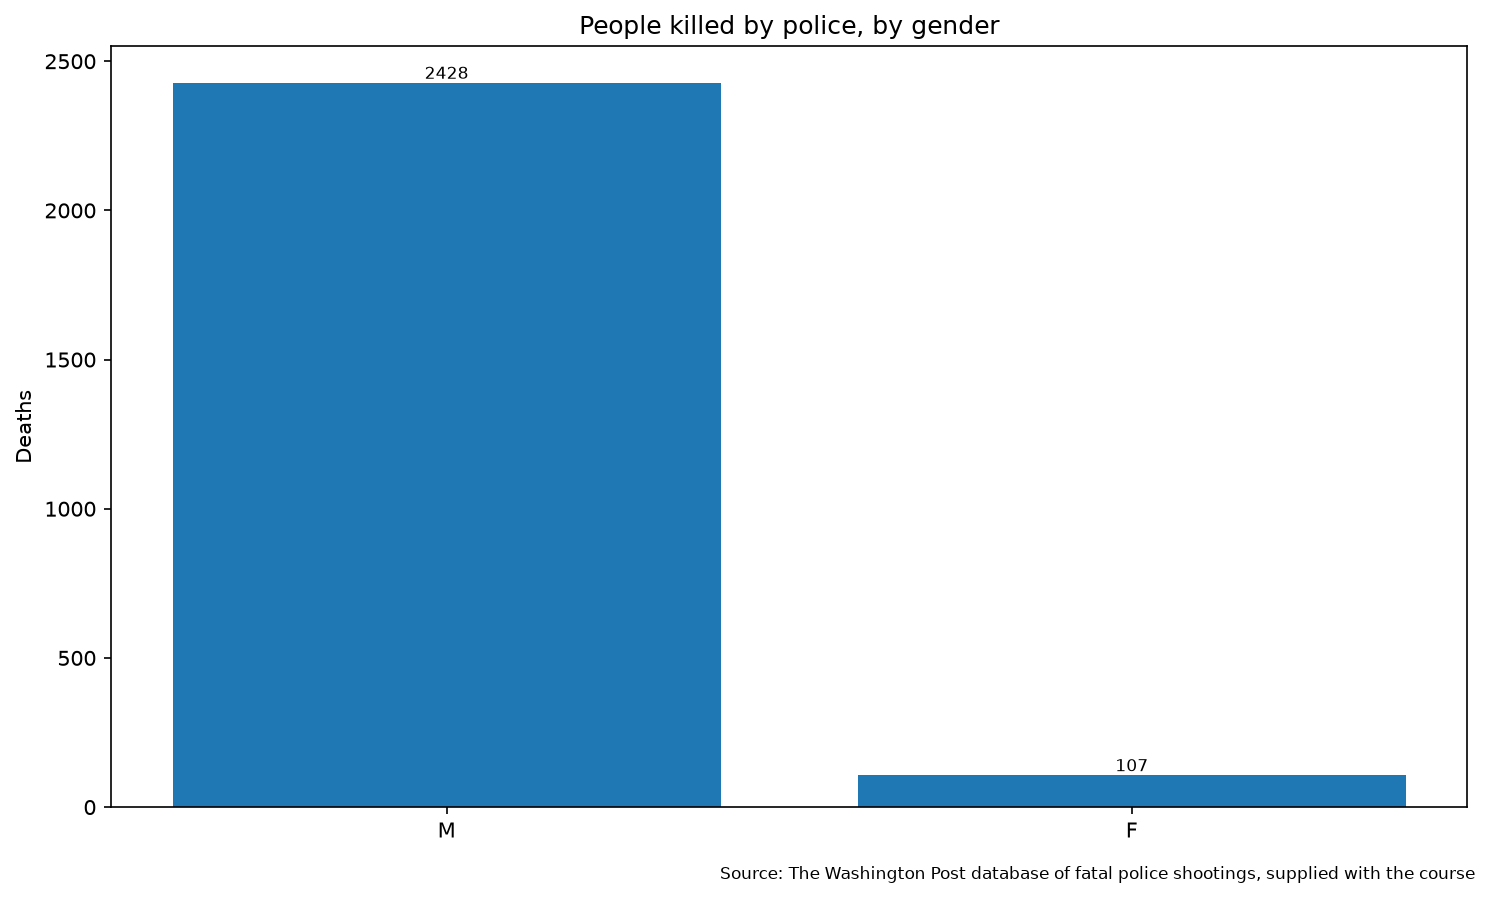 People killed by police, by gender
2500
2000
1500
1000
500
0
Deaths
2428
107
M
F
Source: The Washington Post database of fatal police shootings, supplied with the course